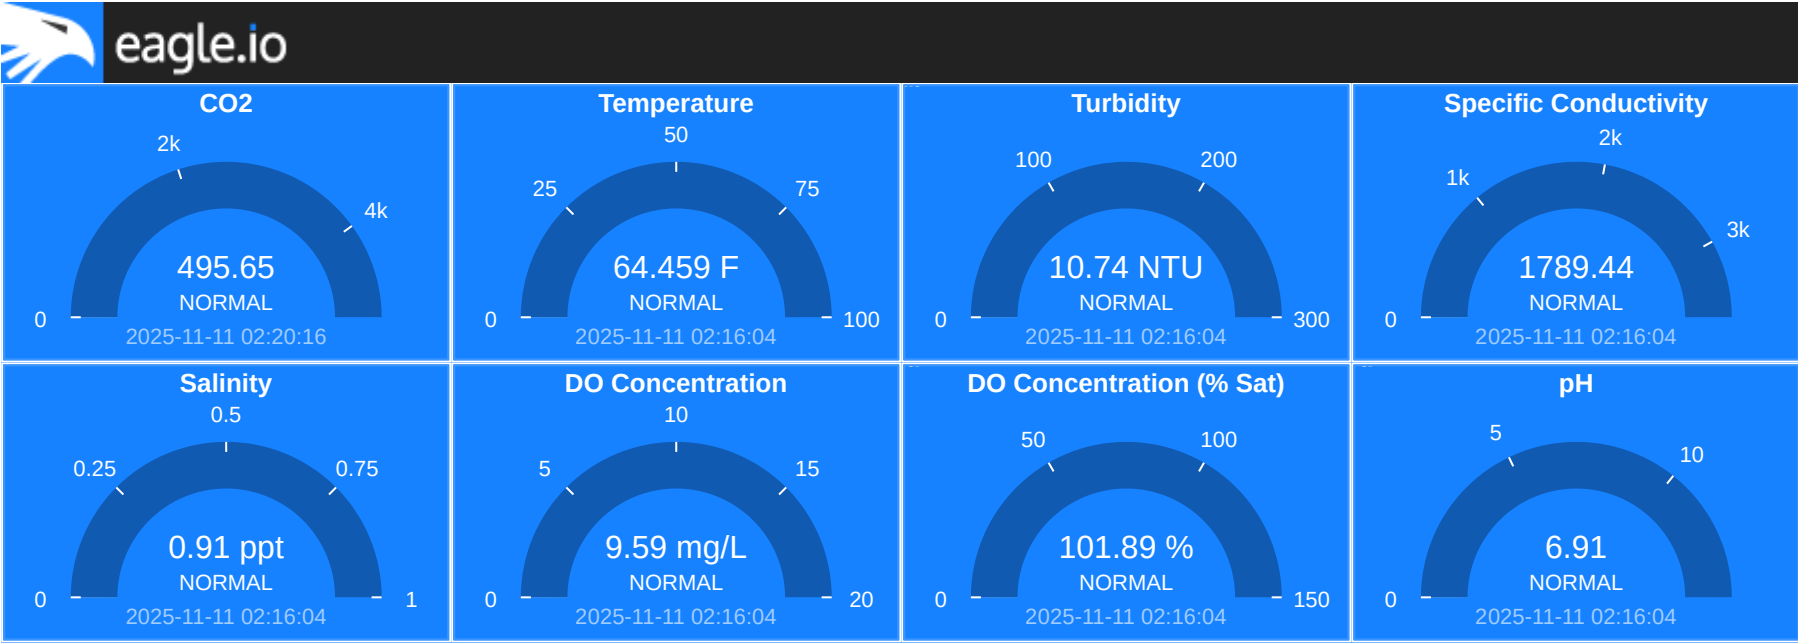 eagle.io
CO2
2k
4k
0
495.65
NORMAL
2025-11-11 02:20:16
Temperature
50
25
75
0
100
64.459 F
NORMAL
2025-11-11 02:16:04
Turbidity
100
200
0
300
10.74 NTU
NORMAL
2025-11-11 02:16:04
Specific Conductivity
2k
1k
3k
0
1789.44
NORMAL
2025-11-11 02:16:04
Salinity
0.5
0.25
0.75
0
1
0.91 ppt
NORMAL
2025-11-11 02:16:04
DO Concentration
10
5
15
0
20
9.59 mg/L
NORMAL
2025-11-11 02:16:04
DO Concentration (% Sat)
50
100
0
150
101.89 %
NORMAL
2025-11-11 02:16:04
pH
5
10
0
6.91
NORMAL
2025-11-11 02:16:04